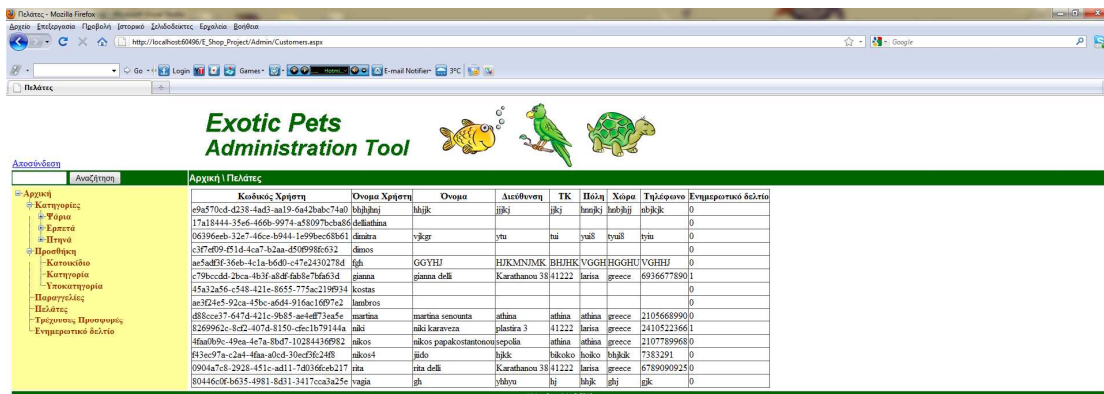 Πελάτες - Mozilla Firefox
Αρχείο Επεξεργασία Προβολή Ιστορικό Σελιδοδείκτες Εργαλεία Βοήθεια
http://localhost:60496/E_Shop_Project/Admin/Customers.aspx
Google
Go Login Games E-mail Notifier 3°C
Πελάτες
Exotic Pets
Administration Tool
Αποσύνδεση
Αναζήτηση
Αρχική \ Πελάτες
Αρχική
Κατηγορίες
Ψάρια
Ερπετά
Πτηνά
Προσθήκη
Κατοικίδιο
Κατηγορία
Υποκατηγορία
Παραγγελίες
Πελάτες
Τρέχουσες Προσφορές
Ενημερωτικό δελτίο
Κωδικός Χρήστη Όνομα Χρήστη Όνομα Διεύθυνση ΤΚ Πόλη Χώρα Τηλέφωνο Ενημερωτικό δελτίο
e9a570cd-d238-4ad3-aa19-6a42babc74a0 bhjhjhnj hhjjk jjjkj jjkj hnnjkj hnbjhjj nbjkjk 0
17a18444-35e6-466b-9974-a58097bcba86 delliathina 0
06396eeb-32e7-46ce-b944-1e99bec68b61 dimitra vjkgr ytu tui yui8 tyui8 tyiu 0
c3f7ef09-f51d-4ca7-b2aa-d50f998fc632 dimos 0
ae5adf3f-36eb-4c1a-b6d0-c47e2430278d fgh GGYHJ HJKMNJMK BHJHK VGGH HGGHU VGHHJ 0
c79bccdd-2bca-4b3f-a8df-fab8e7bfa63d gianna gianna delli Karathanou 38 41222 larisa greece 6936677890 1
45a32a56-c548-421e-8655-775ac219f934 kostas 0
ae3f24e5-92ca-45bc-a6d4-916ac16f97e2 lambros 0
d88cce37-647d-421c-9b85-ae4eff73ea5e martina martina senounta athina athina athina greece 2105668990 0
8269962c-8cf2-407d-8150-cfec1b79144a niki niki karaveza plastira 3 41222 larisa greece 2410522366 1
4faa0b9c-49ea-4e7a-8bd7-10284436f982 nikos nikos papakostantonou sepolia athina athina greece 2107789968 0
f43ec97a-c2a4-4faa-a0cd-30ecf3fc24f8 nikos4 jiido hjkk bikoko hoiko bhjkik 7383291 0
0904a7c8-2928-451c-ad11-7d036fceb217 rita rita delli Karathanou 38 41222 larisa greece 6789090925 0
80446c0f-b635-4981-8d31-3417cca3a25e vagia gh yhhyu hj hhjk ghj gjk 0